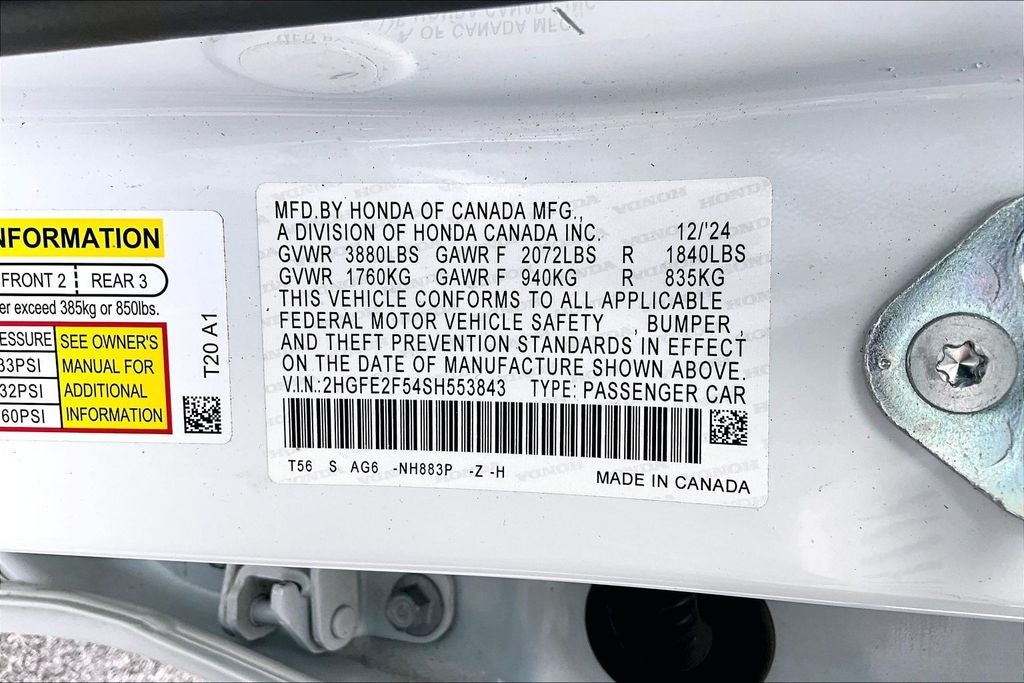 NFORMATION
FRONT 2 REAR 3
er exceed 385kg or 850lbs.
ESSURE SEE OWNER'S
33PSI MANUAL FOR
32PSI ADDITIONAL
60PSI INFORMATION
T20 A1
MFD.BY HONDA OF CANADA MFG.,
A DIVISION OF HONDA CANADA INC. 12/'24
GVWR 3880LBS GAWR F 2072LBS R 1840LBS
GVWR 1760KG GAWR F 940KG R 835KG
THIS VEHICLE CONFORMS TO ALL APPLICABLE
FEDERAL MOTOR VEHICLE SAFETY , BUMPER ,
AND THEFT PREVENTION STANDARDS IN EFFECT
ON THE DATE OF MANUFACTURE SHOWN ABOVE.
V.I.N.:2HGFE2F54SH553843 TYPE: PASSENGER CAR
T56 S AG6 -NH883P -Z -H
MADE IN CANADA